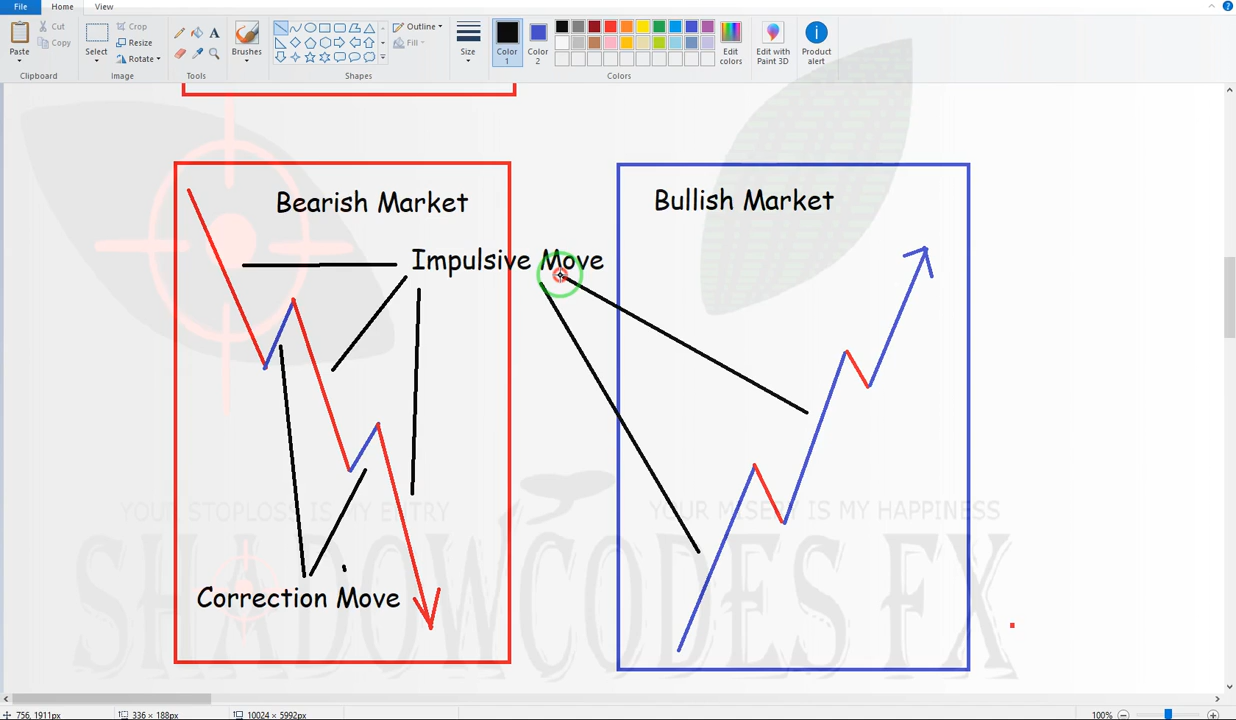 File Home View
Paste
Cut
Copy
Clipboard
Select
Crop
Resize
Rotate
Image
Tools
Brushes
Shapes
Outline
Fill
Size
Color 1
Color 2
Colors
Edit colors
Edit with Paint 3D
Product alert
Bearish Market
Bullish Market
Impulsive Move
YOUR STOPLOSS IS MY ENTRY
YOUR MISERY IS MY HAPPINESS
SHADOWCODES FX
Correction Move
756, 1911px
336 × 188px
10024 × 5992px
100%